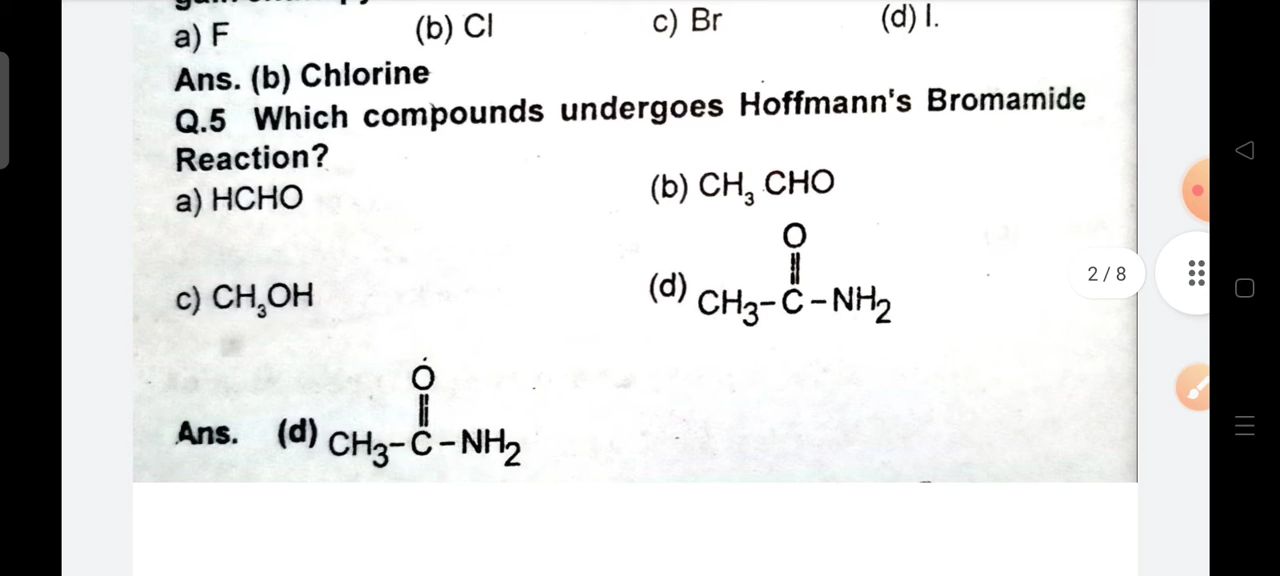 a) F (b) Cl c) Br (d) I.
Ans. (b) Chlorine
Q.5 Which compounds undergoes Hoffmann's Bromamide
Reaction?
a) HCHO (b) CH₃ CHO
O
||
c) CH₃OH (d) CH₃-C-NH₂
O
||
Ans. (d) CH₃-C-NH₂
2 / 8